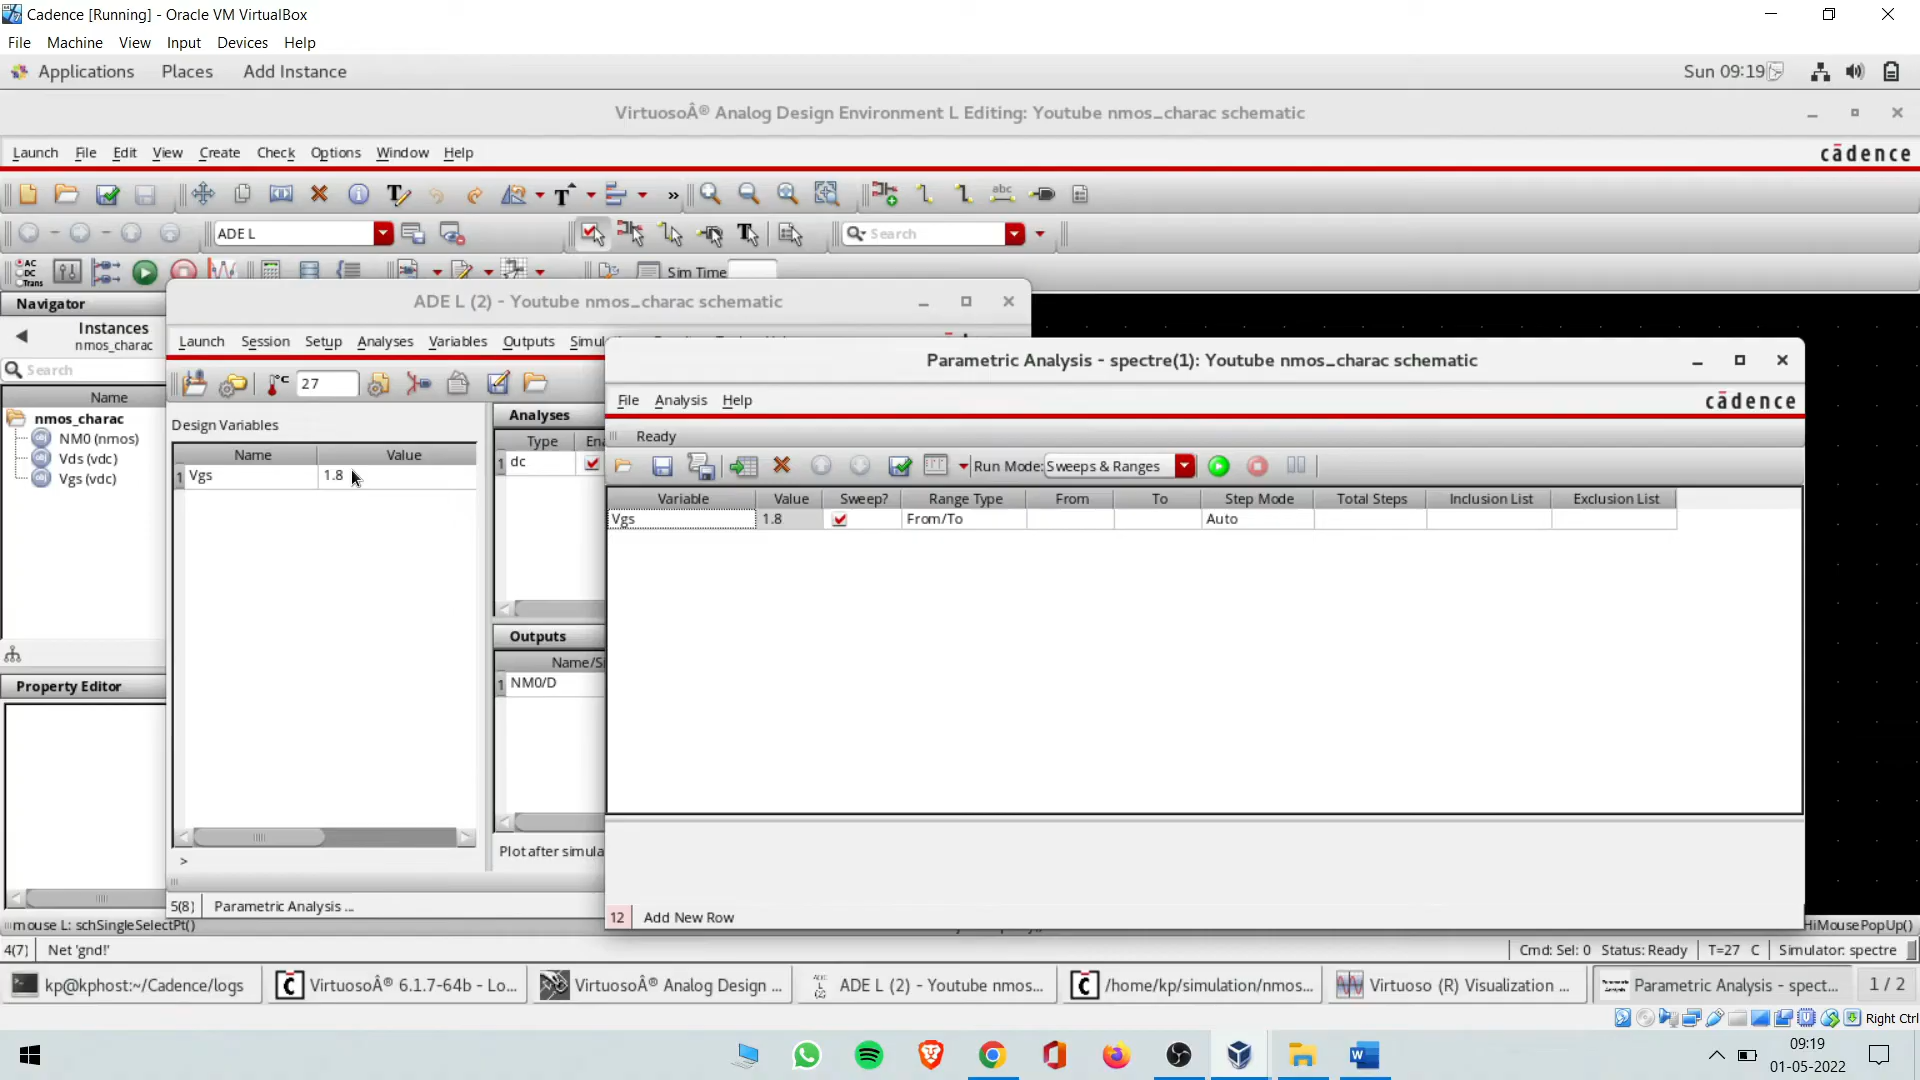 Cadence [Running] - Oracle VM VirtualBox
File Machine View Input Devices Help
Applications Places Add Instance Sun 09:19
VirtuosoÂ® Analog Design Environment L Editing: Youtube nmos_charac schematic
Launch File Edit View Create Check Options Window Help cādence
T T » abc
ADE L T Search
AC DC Trans Sim Time
Navigator
Instances
nmos_charac
Search
Name
nmos_charac
NM0 (nmos)
Vds (vdc)
Vgs (vdc)
Property Editor
ADE L (2) - Youtube nmos_charac schematic
Launch Session Setup Analyses Variables Outputs
°C 27
Design Variables
Name Value
1 Vgs 1.8
>
Analyses
Type
1 dc
Outputs
Name/Si
1 NM0/D
Plot after simula
5(8) Parametric Analysis ...
Parametric Analysis - spectre(1): Youtube nmos_charac schematic
File Analysis Help cādence
Ready
Run Mode: Sweeps & Ranges
Variable Value Sweep? Range Type From To Step Mode Total Steps Inclusion List Exclusion List
Vgs 1.8 From/To Auto
12 Add New Row
mouse L: schSingleSelectPt() HiMousePopUp()
4(7) Net 'gnd!' Cmd: Sel: 0 Status: Ready T=27 C Simulator: spectre
kp@kphost:~/Cadence/logs VirtuosoÂ® 6.1.7-64b - Lo... VirtuosoÂ® Analog Design ... ADE L (2) - Youtube nmos... /home/kp/simulation/nmos... Virtuoso (R) Visualization ... Parametric Analysis - spect... 1 / 2
Right Ctrl
09:19
01-05-2022